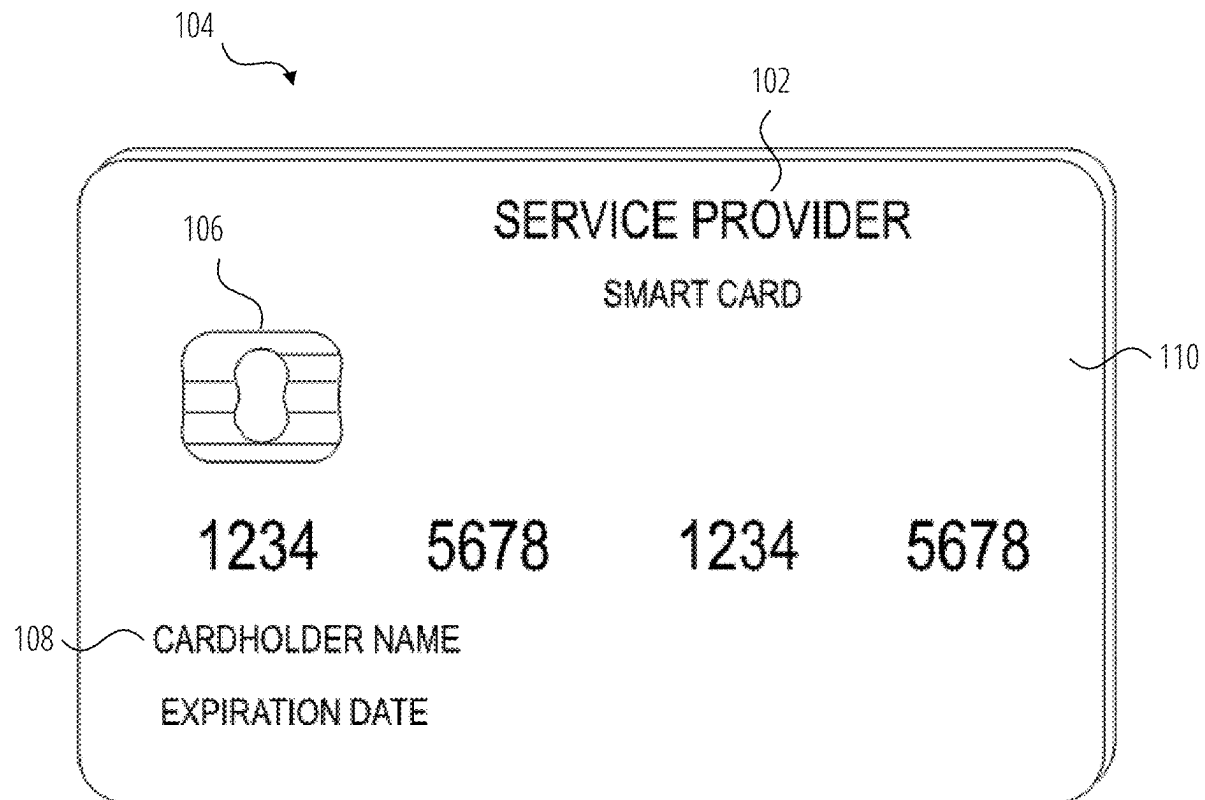 104
102
SERVICE PROVIDER
106
SMART CARD
110
1234 5678 1234 5678
108 CARDHOLDER NAME
EXPIRATION DATE